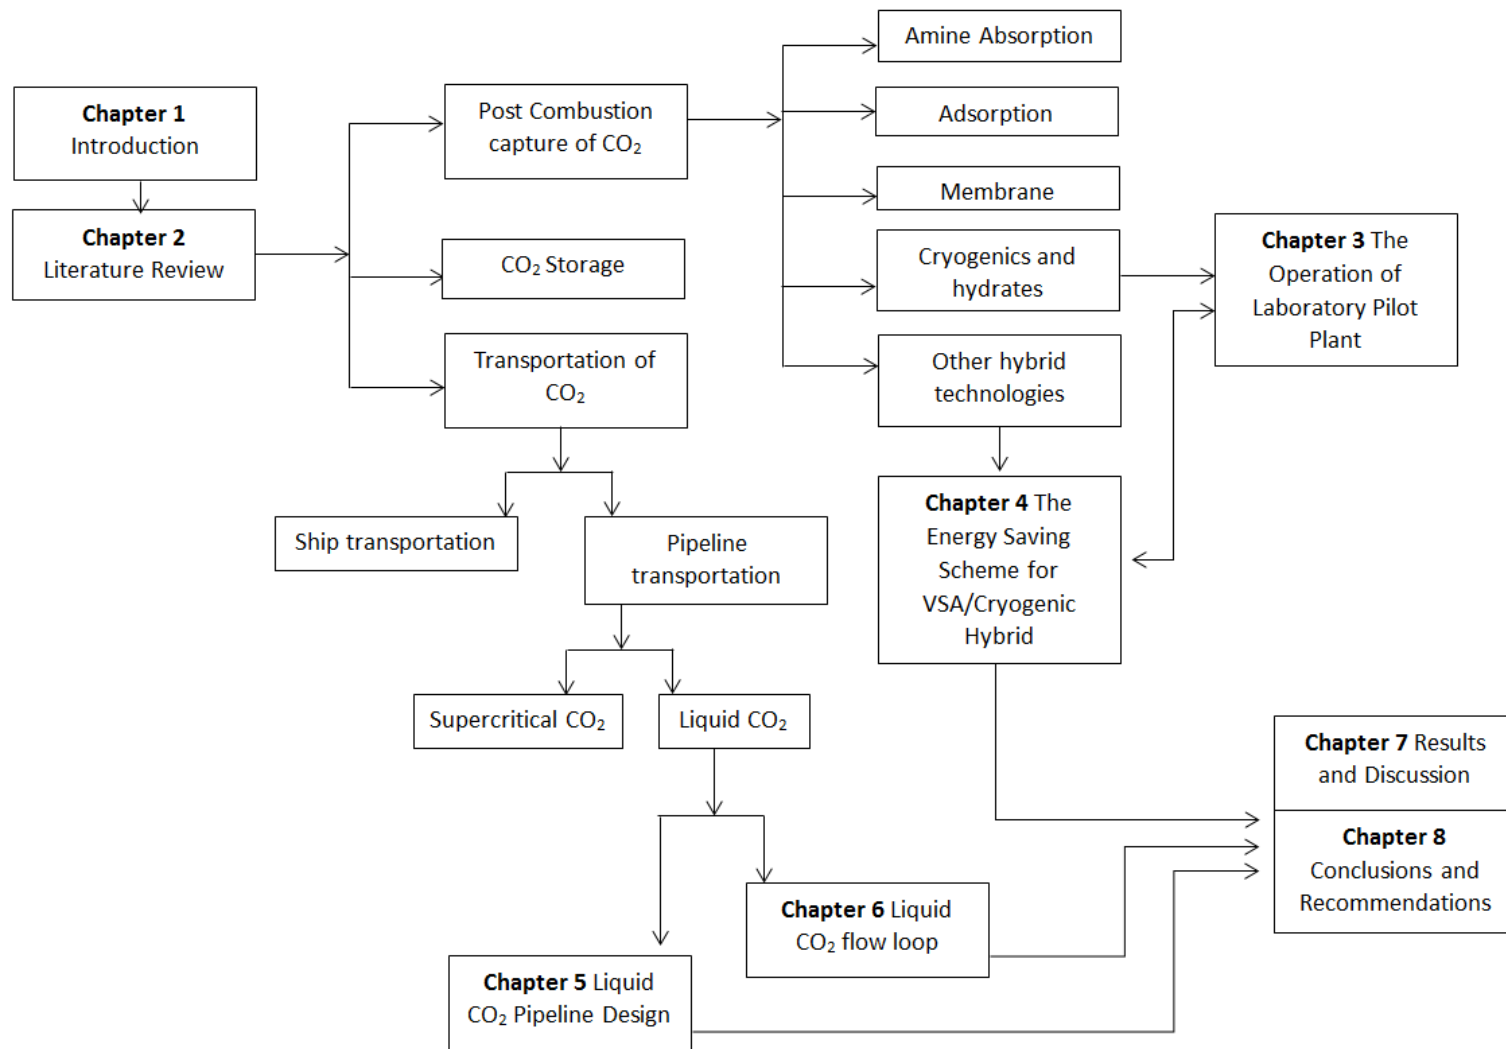 Chapter 1
Introduction
Chapter 2
Literature Review
Post Combustion
capture of CO₂
CO₂ Storage
Transportation of
CO₂
Amine Absorption
Adsorption
Membrane
Cryogenics and
hydrates
Other hybrid
technologies
Chapter 3 The
Operation of
Laboratory Pilot
Plant
Chapter 4 The
Energy Saving
Scheme for
VSA/Cryogenic
Hybrid
Ship transportation
Pipeline
transportation
Supercritical CO₂
Liquid CO₂
Chapter 5 Liquid
CO₂ Pipeline Design
Chapter 6 Liquid
CO₂ flow loop
Chapter 7 Results
and Discussion
Chapter 8
Conclusions and
Recommendations